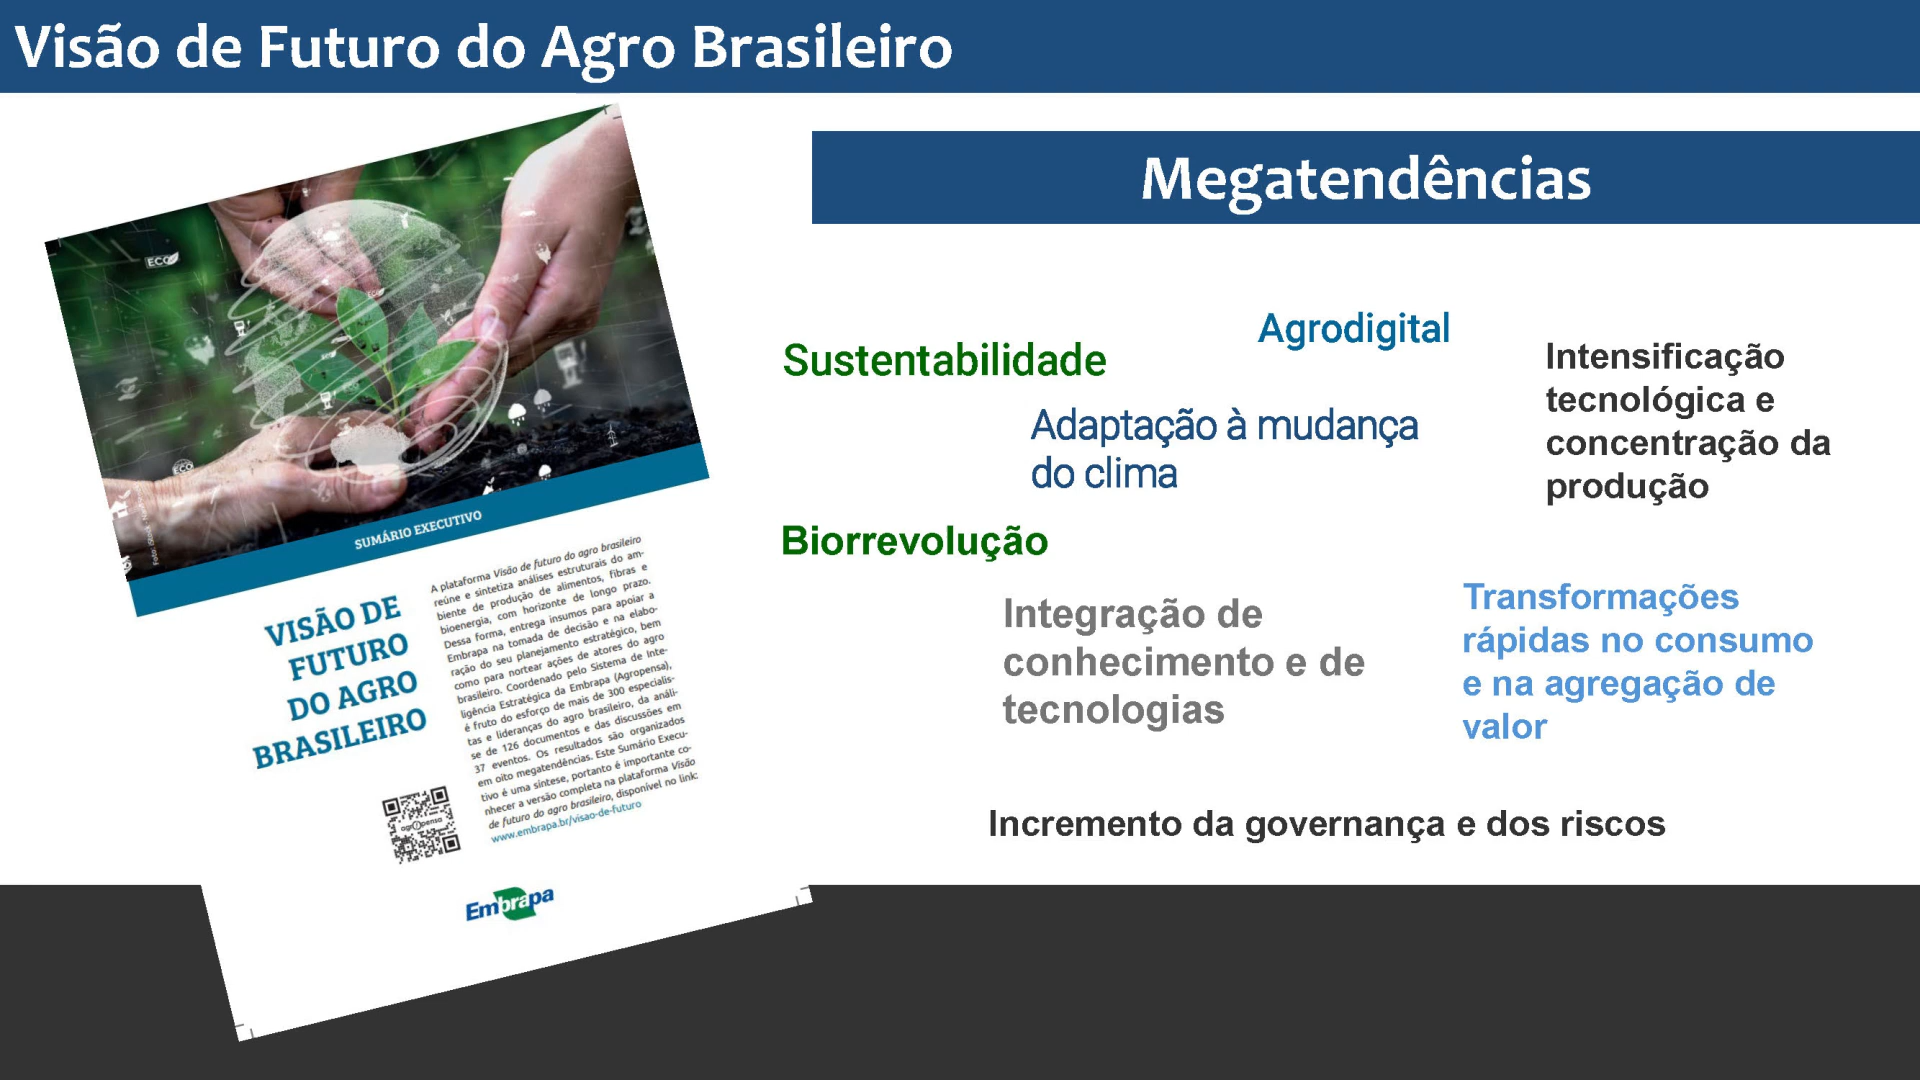 Visão de Futuro do Agro Brasileiro
Megatendências
Sustentabilidade
Agrodigital
Adaptação à mudança
do clima
Intensificação
tecnológica e
concentração da
produção
Biorrevolução
Integração de
conhecimento e de
tecnologias
Transformações
rápidas no consumo
e na agregação de
valor
Incremento da governança e dos riscos
ECO
ECO
SUMÁRIO EXECUTIVO
VISÃO DE
FUTURO
DO AGRO
BRASILEIRO
A plataforma Visão de futuro do agro brasileiro
reúne e sintetiza análises estruturais do am-
biente de produção de alimentos, fibras e
bioenergia, com horizonte de longo prazo.
Dessa forma, entrega insumos para apoiar a
Embrapa na tomada de decisão e na elabo-
ração do seu planejamento estratégico, bem
como para nortear ações de atores do agro
brasileiro. Coordenado pelo Sistema de Inte-
ligência Estratégica da Embrapa (Agropensa),
é fruto do esforço de mais de 300 especialis-
tas e lideranças do agro brasileiro, da análi-
se de 126 documentos e das discussões em
37 eventos. Os resultados são organizados
em oito megatendências. Este Sumário Execu-
tivo é uma síntese, portanto é importante co-
nhecer a versão completa na plataforma Visão
de futuro do agro brasileiro, disponível no link:
www.embrapa.br/visao-de-futuro
agropensa
Embrapa